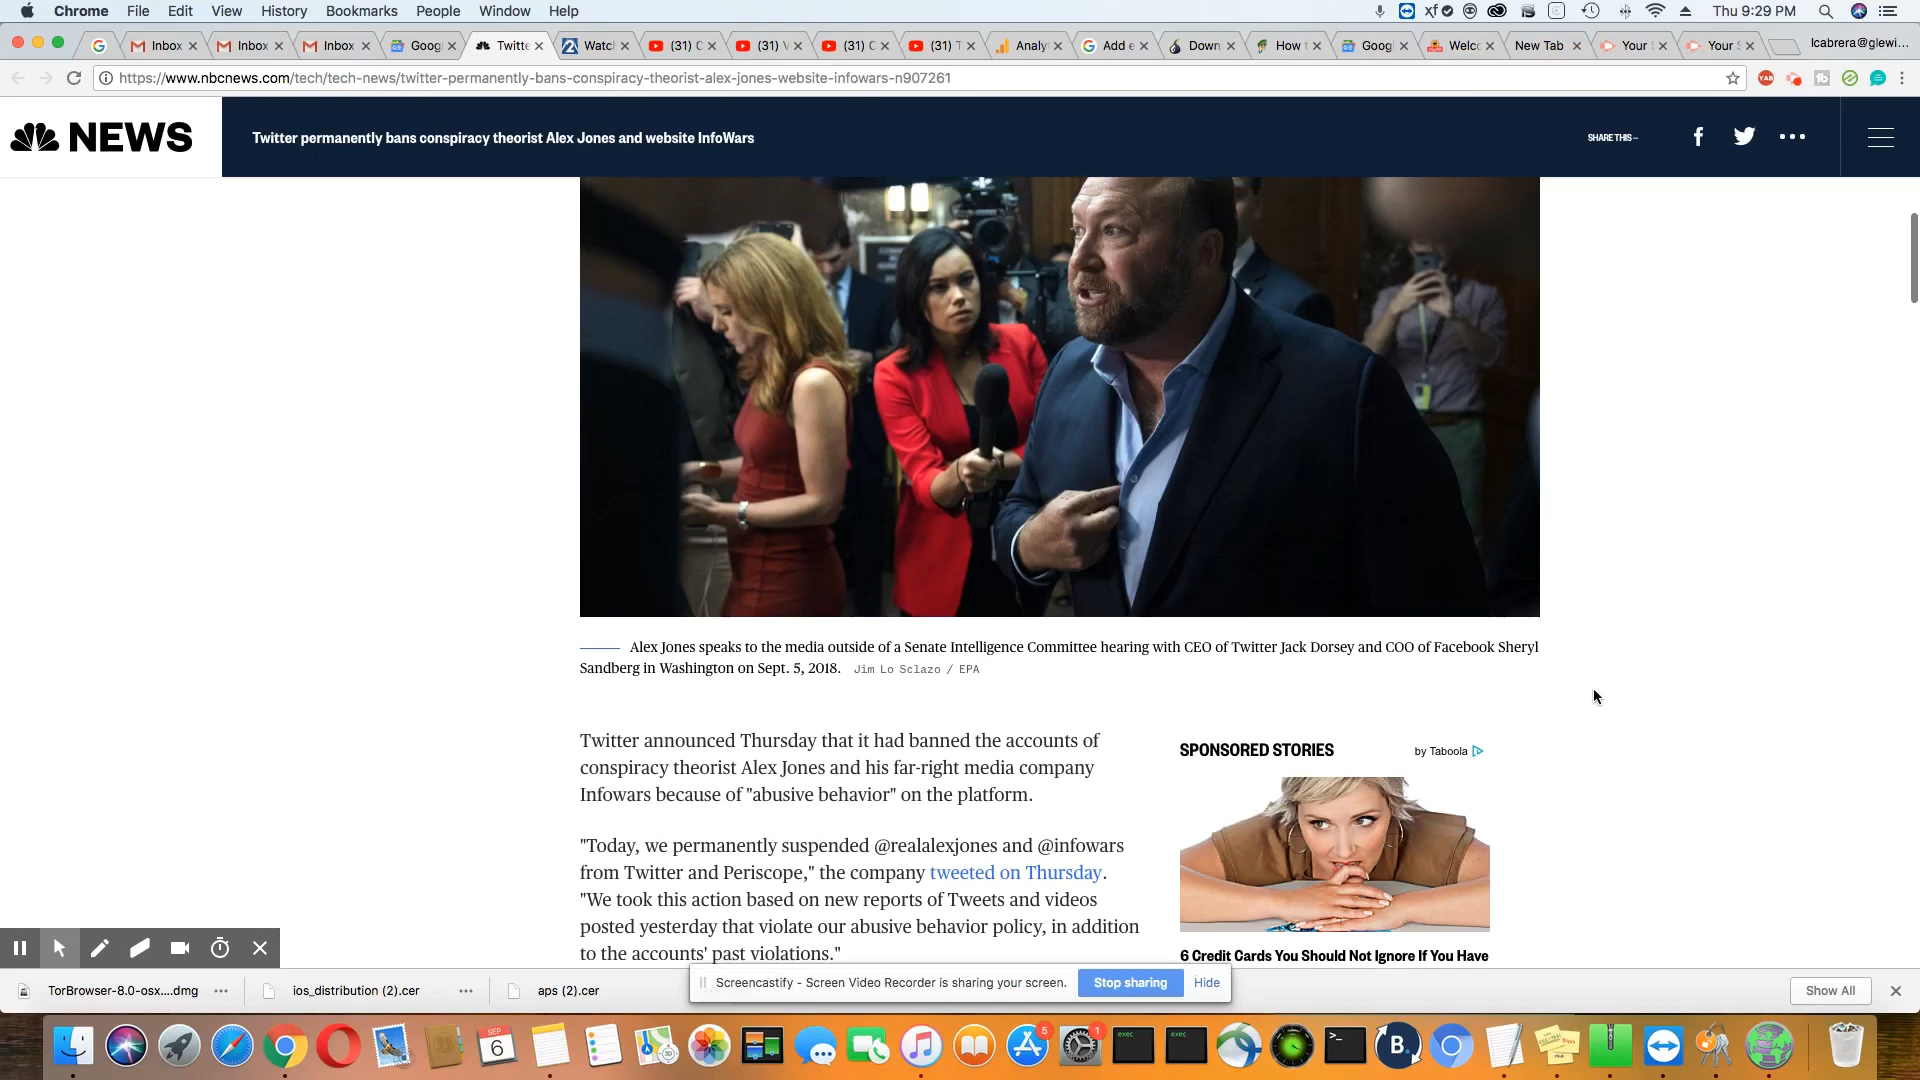 Chrome File Edit View History Bookmarks People Window Help
Thu 9:29 PM
Inbox
Inbox
Inbox
Goog
Twitte
Watch
(31) C
(31) V
(31) C
(31) T
Analy
Add e
Down
How t
Googl
Welc
New Tab
Your S
Your S
lcabrera@glewi...
https://www.nbcnews.com/tech/tech-news/twitter-permanently-bans-conspiracy-theorist-alex-jones-website-infowars-n907261
NEWS
Twitter permanently bans conspiracy theorist Alex Jones and website InfoWars
SHARE THIS —
Alex Jones speaks to the media outside of a Senate Intelligence Committee hearing with CEO of Twitter Jack Dorsey and COO of Facebook Sheryl
Sandberg in Washington on Sept. 5, 2018. Jim Lo Sclazo / EPA
Twitter announced Thursday that it had banned the accounts of
conspiracy theorist Alex Jones and his far-right media company
Infowars because of "abusive behavior" on the platform.
"Today, we permanently suspended @realalexjones and @infowars
from Twitter and Periscope," the company tweeted on Thursday.
"We took this action based on new reports of Tweets and videos
posted yesterday that violate our abusive behavior policy, in addition
to the accounts' past violations."
SPONSORED STORIES
by Taboola
6 Credit Cards You Should Not Ignore If You Have
Screencastify - Screen Video Recorder is sharing your screen.
Stop sharing
Hide
TorBrowser-8.0-osx....dmg
ios_distribution (2).cer
aps (2).cer
Show All
SEP
6
5
1
exec
exec
B.